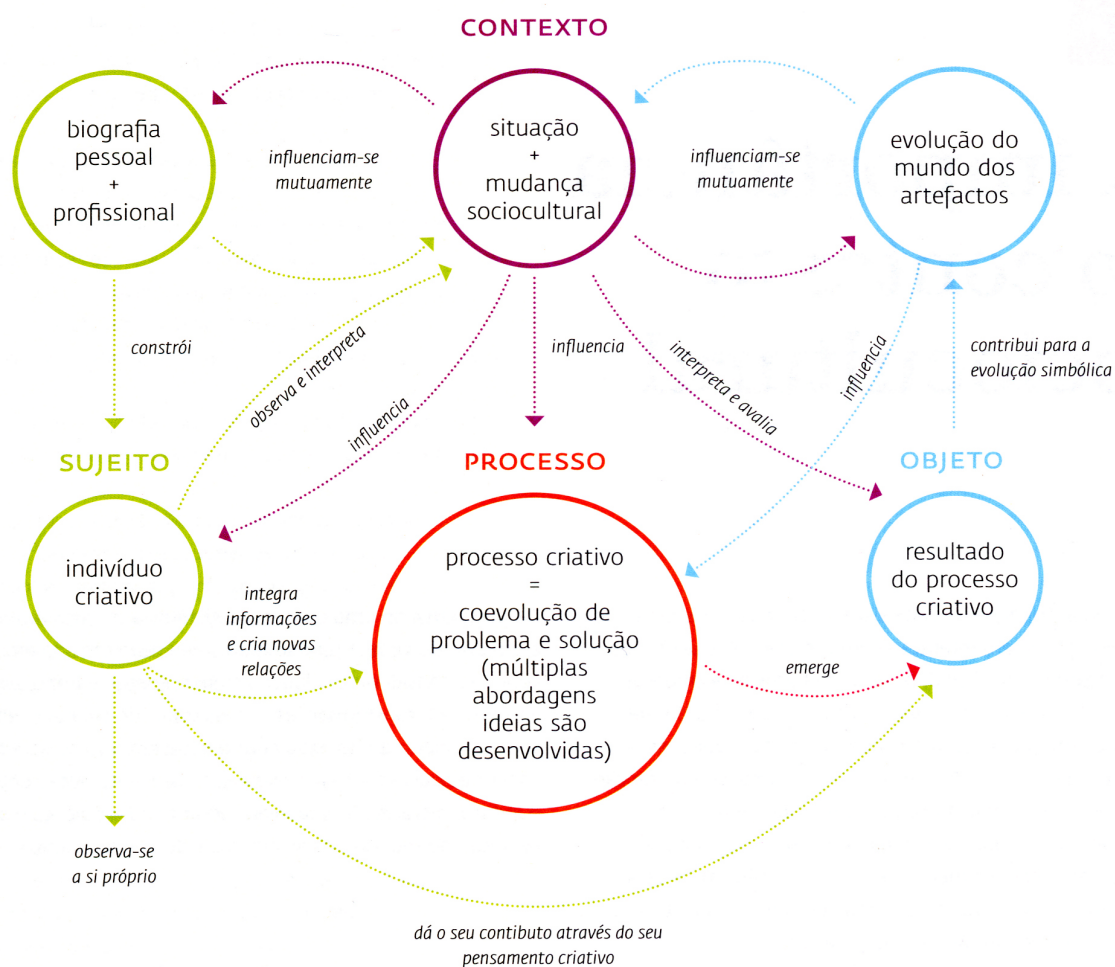 CONTEXTO
biografia
pessoal
+
profissional
influenciam-se
mutuamente
situação
+
mudança
sociocultural
influenciam-se
mutuamente
evolução do
mundo dos
artefactos
constrói
observa e interpreta
influencia
influencia
interpreta e avalia
influencia
contribui para a
evolução simbólica
SUJEITO
PROCESSO
OBJETO
indivíduo
criativo
integra
informações
e cria novas
relações
processo criativo
=
coevolução de
problema e solução
(múltiplas
abordagens
ideias são
desenvolvidas)
emerge
resultado
do processo
criativo
observa-se
a si próprio
dá o seu contibuto através do seu
pensamento criativo